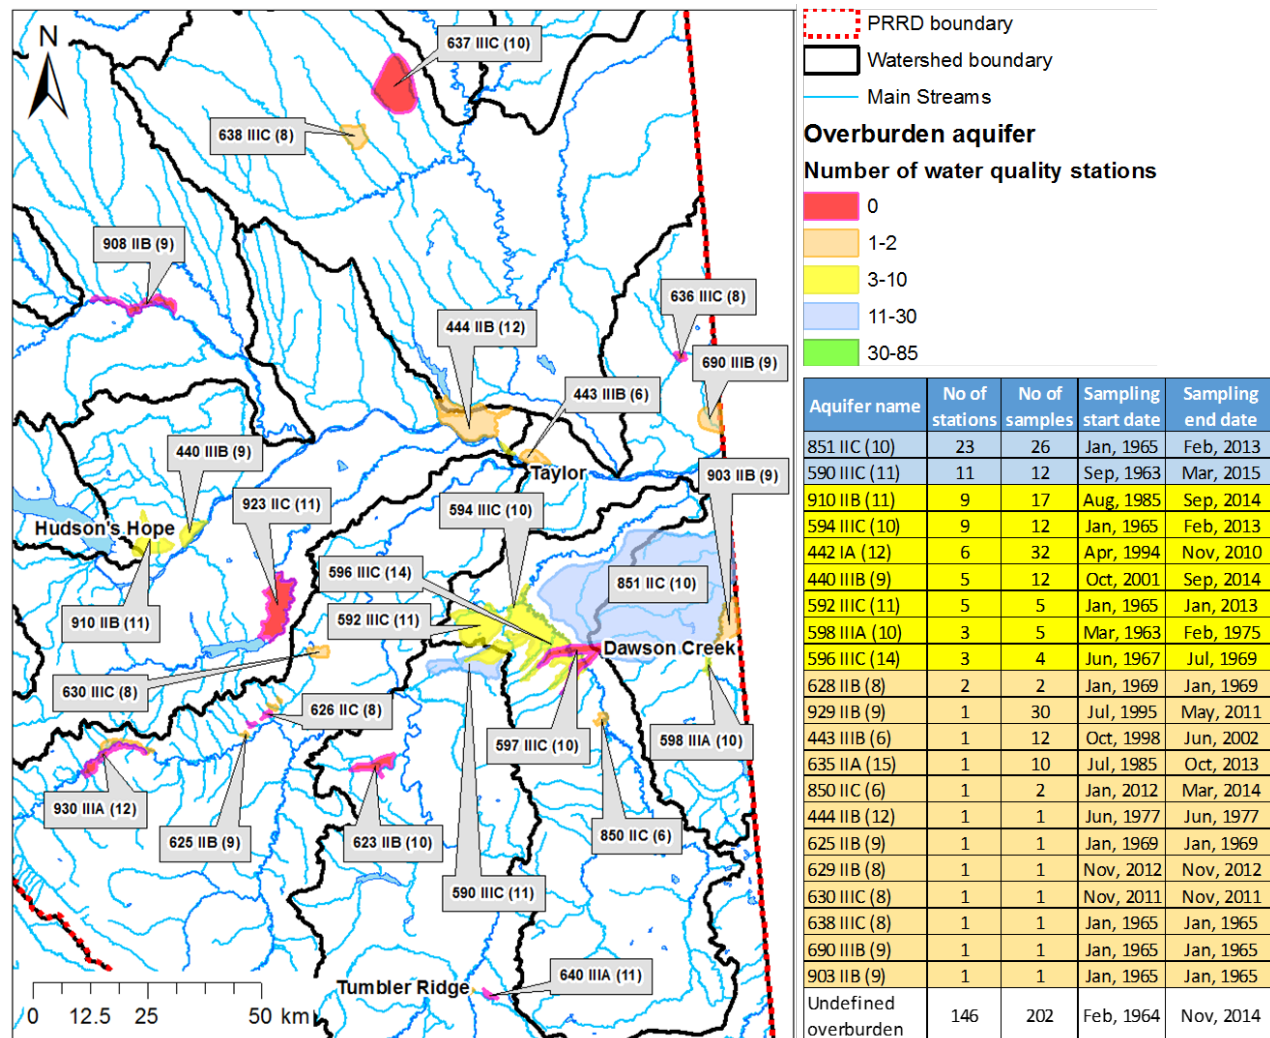 N
637 IIIC (10)
638 IIIC (8)
908 IIB (9)
636 IIIC (8)
444 IIB (12)
690 IIIB (9)
443 IIIB (6)
440 IIIB (9)
Taylor
903 IIB (9)
923 IIC (11)
594 IIIC (10)
Hudson's Hope
596 IIIC (14)
851 IIC (10)
910 IIB (11)
592 IIIC (11)
Dawson Creek
630 IIIC (8)
626 IIC (8)
597 IIIC (10)
598 IIIA (10)
930 IIIA (12)
625 IIB (9)
623 IIB (10)
850 IIC (6)
590 IIIC (11)
640 IIIA (11)
Tumbler Ridge
0 12.5 25 50 km
PRRD boundary
Watershed boundary
Main Streams
Overburden aquifer
Number of water quality stations
0
1-2
3-10
11-30
30-85
Aquifer name No of stations No of samples Sampling start date Sampling end date
851 IIC (10) 23 26 Jan, 1965 Feb, 2013
590 IIIC (11) 11 12 Sep, 1963 Mar, 2015
910 IIB (11) 9 17 Aug, 1985 Sep, 2014
594 IIIC (10) 9 12 Jan, 1965 Feb, 2013
442 IA (12) 6 32 Apr, 1994 Nov, 2010
440 IIIB (9) 5 12 Oct, 2001 Sep, 2014
592 IIIC (11) 5 5 Jan, 1965 Jan, 2013
598 IIIA (10) 3 5 Mar, 1963 Feb, 1975
596 IIIC (14) 3 4 Jun, 1967 Jul, 1969
628 IIB (8) 2 2 Jan, 1969 Jan, 1969
929 IIB (9) 1 30 Jul, 1995 May, 2011
443 IIIB (6) 1 12 Oct, 1998 Jun, 2002
635 IIA (15) 1 10 Jul, 1985 Oct, 2013
850 IIC (6) 1 2 Jan, 2012 Mar, 2014
444 IIB (12) 1 1 Jun, 1977 Jun, 1977
625 IIB (9) 1 1 Jan, 1969 Jan, 1969
629 IIB (8) 1 1 Nov, 2012 Nov, 2012
630 IIIC (8) 1 1 Nov, 2011 Nov, 2011
638 IIIC (8) 1 1 Jan, 1965 Jan, 1965
690 IIIB (9) 1 1 Jan, 1965 Jan, 1965
903 IIB (9) 1 1 Jan, 1965 Jan, 1965
Undefined overburden 146 202 Feb, 1964 Nov, 2014